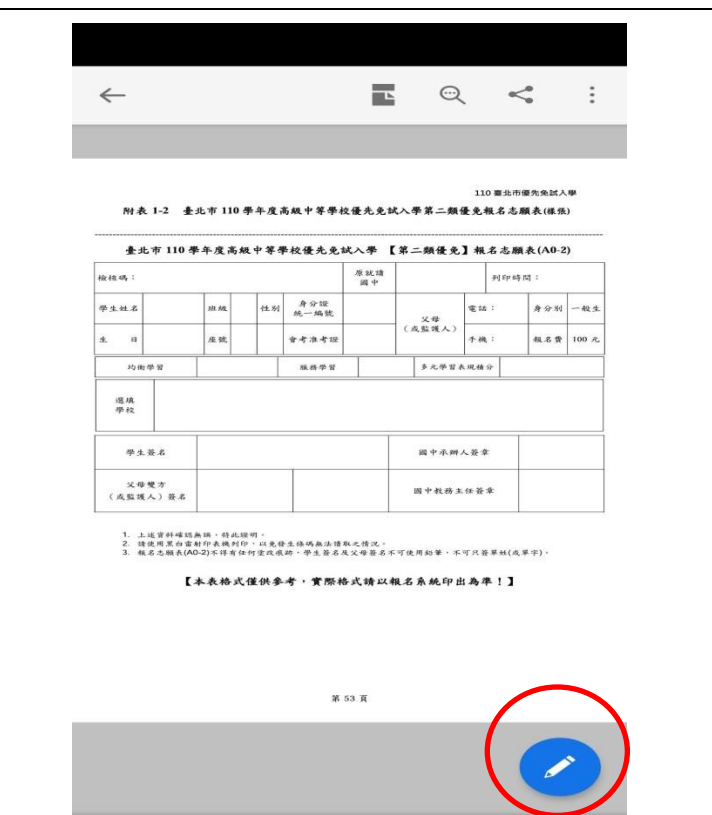 110 臺北市優先免試入學
附表 1-2 臺北市 110 學年度高級中等學校優先免試入學第二類優免報名志願表(樣張)
臺北市 110 學年度高級中等學校優先免試入學 【第二類優免】報名志願表(A0-2)
檢核碼：
原就讀
國中
列印時間：
學生姓名
班級
性別
身分證
統一編號
父母
(或監護人)
電話：
身分別
一般生
生 日
座號
會考准考證
手機：
報名費
100 元
均衡學習
服務學習
多元學習表現積分
選填
學校
學生簽名
國中承辦人簽章
父母雙方
(或監護人)簽名
國中教務主任簽章
1. 上述資料確認無誤，特此證明。
2. 請使用黑白雷射印表機列印，以免發生條碼無法讀取之情況。
3. 報名志願表(A0-2)不得有任何塗改痕跡，學生簽名及父母簽名不可使用鉛筆，不可只簽單姓(或單字)。
【本表格式僅供參考，實際格式請以報名系統印出為準！】
第 53 頁